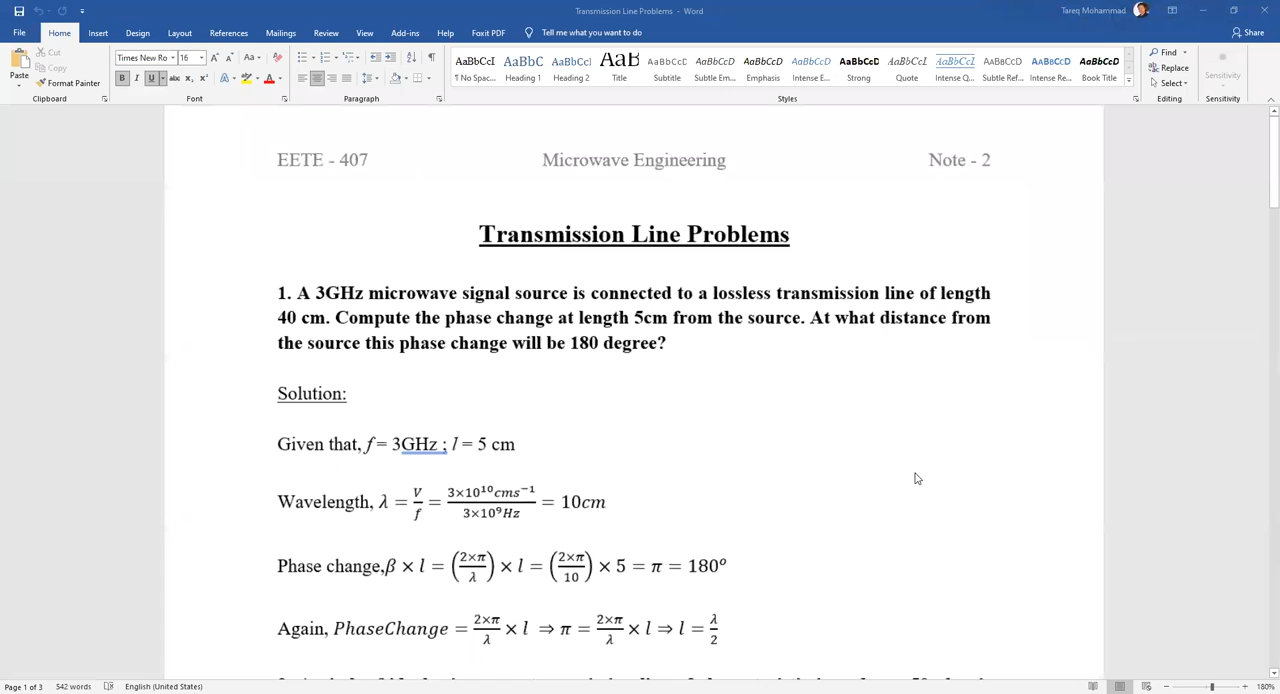 Transmission Line Problems - Word
Tareq Mohammad
File Home Insert Design Layout References Mailings Review View Add-ins Help Foxit PDF Tell me what you want to do Share
Paste
Cut
Copy
Format Painter
Clipboard
Times New Ro 16
Font
Paragraph
AaBbCcI AaBbC AaBbCcI AaB AaBbCcD AaBbCcD AaBbCcD AaBbCcD AaBbCcD AaBbCcI AaBbCcI AaBbCcD AaBbCcD AaBbCcD
¶ No Spac... Heading 1 Heading 2 Title Subtitle Subtle Em... Emphasis Intense E... Strong Quote Intense Q... Subtle Ref... Intense Re... Book Title
Styles
Find
Replace
Select
Editing
Sensitivity
Sensitivity
EETE - 407 Microwave Engineering Note - 2
Transmission Line Problems
1. A 3GHz microwave signal source is connected to a lossless transmission line of length
40 cm. Compute the phase change at length 5cm from the source. At what distance from
the source this phase change will be 180 degree?
Solution:
Given that, f = 3GHz ; l = 5 cm
Wavelength, λ = V/f = (3×10¹⁰cms⁻¹)/(3×10⁹Hz) = 10cm
Phase change,β × l = (2×π/λ) × l = (2×π/10) × 5 = π = 180°
Again, PhaseChange = 2×π/λ × l ⇒ π = 2×π/λ × l ⇒ l = λ/2
Page 1 of 3 542 words English (United States) 180%